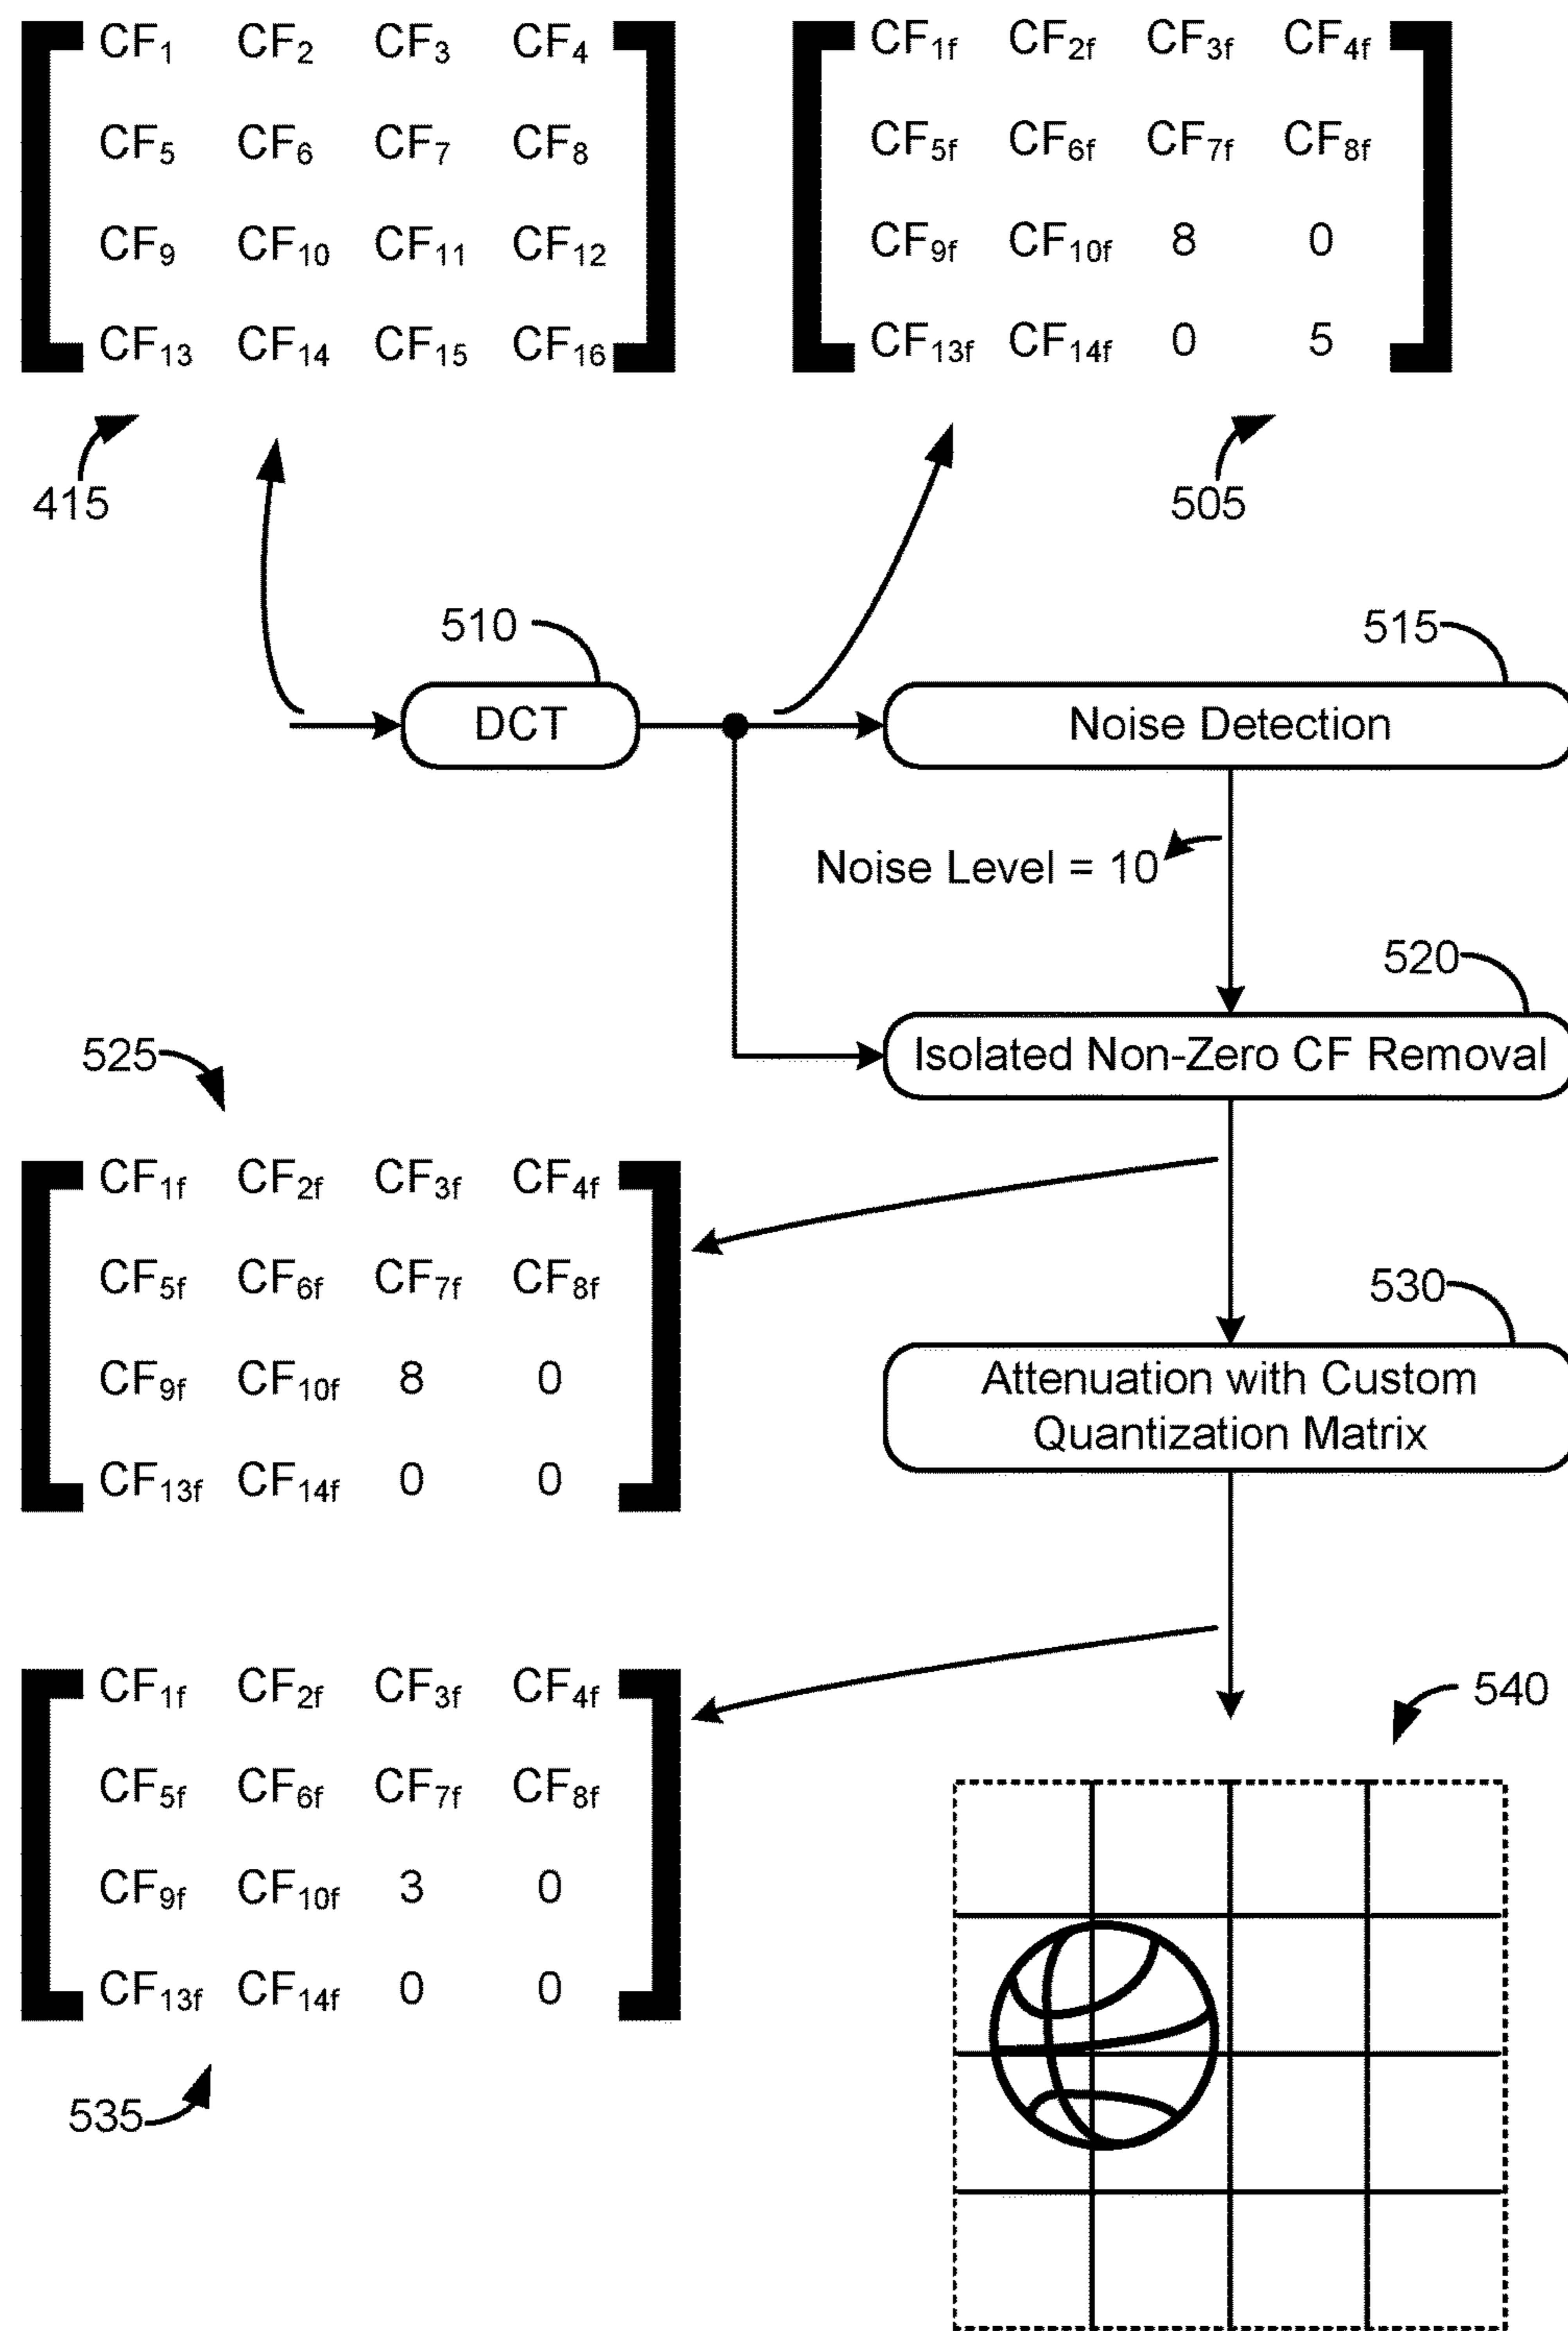 CF₁ CF₂ CF₃ CF₄
CF₅ CF₆ CF₇ CF₈
CF₉ CF₁₀ CF₁₁ CF₁₂
CF₁₃ CF₁₄ CF₁₅ CF₁₆
415
CF1f CF2f CF3f CF4f
CF5f CF6f CF7f CF8f
CF9f CF10f 8 0
CF13f CF14f 0 5
505
510
DCT
515
Noise Detection
Noise Level = 10
520
Isolated Non-Zero CF Removal
525
CF1f CF2f CF3f CF4f
CF5f CF6f CF7f CF8f
CF9f CF10f 8 0
CF13f CF14f 0 0
530
Attenuation with Custom
Quantization Matrix
CF1f CF2f CF3f CF4f
CF5f CF6f CF7f CF8f
CF9f CF10f 3 0
CF13f CF14f 0 0
535
540